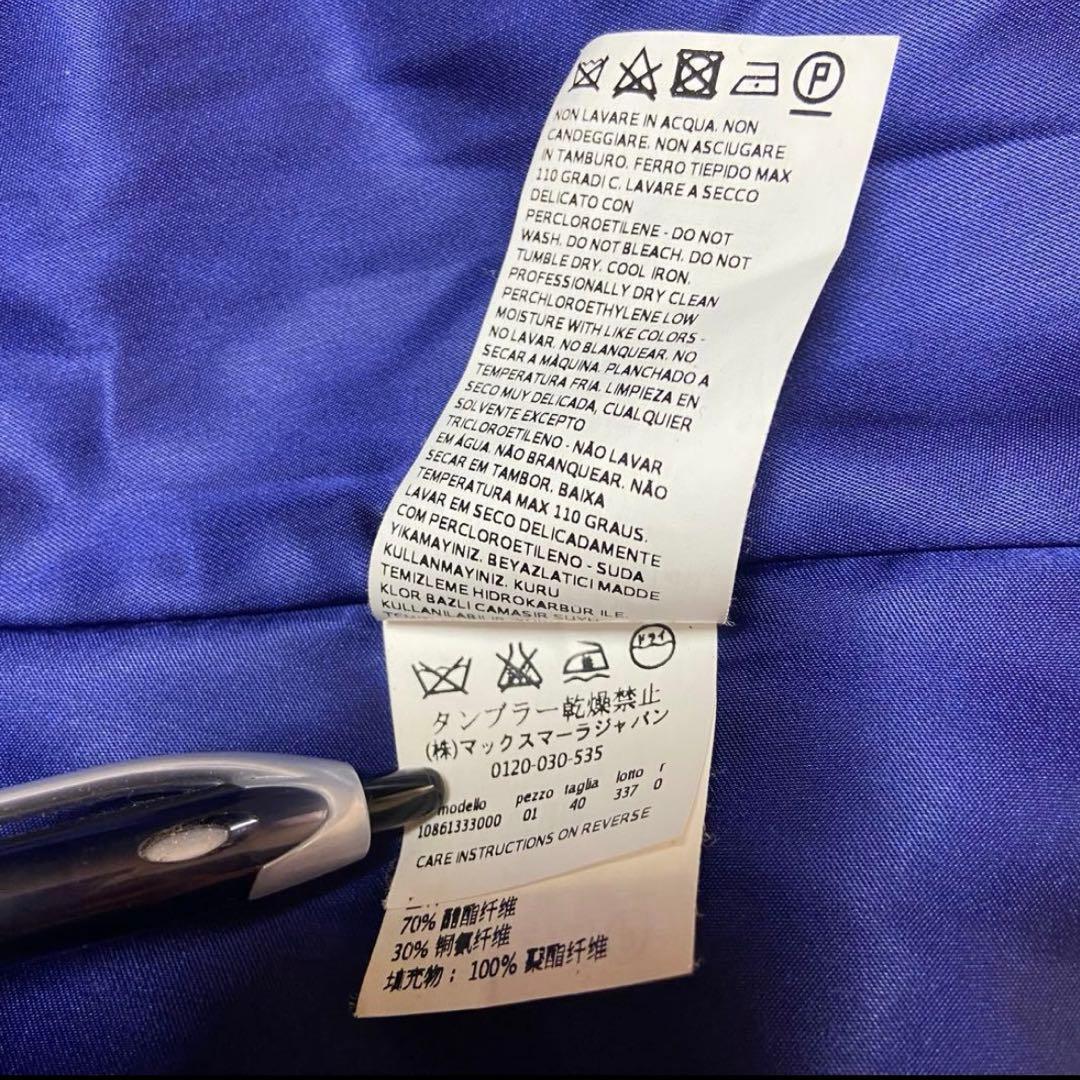 P
NON LAVARE IN ACQUA. NON
CANDEGGIARE. NON ASCIUGARE
IN TAMBURO. FERRO TIEPIDO MAX
110 GRADI C. LAVARE A SECCO
DELICATO CON
PERCLOROETILENE - DO NOT
WASH. DO NOT BLEACH. DO NOT
TUMBLE DRY. COOL IRON.
PROFESSIONALLY DRY CLEAN
PERCHLOROETHYLENE LOW
MOISTURE WITH LIKE COLORS -
NO LAVAR. NO BLANQUEAR. NO
SECAR A MÀQUINA. PLANCHADO A
TEMPERATURA FRIA. LIMPIEZA EN
SECO MUY DELICADA, CUALQUIER
SOLVENTE EXCEPTO
TRICLOROETILENO - NÃO LAVAR
EM ÁGUA. NÃO BRANQUEAR. NÃO
SECAR EM TAMBOR. BAIXA
TEMPERATURA MAX 110 GRAUS.
LAVAR EM SECO DELICADAMENTE
COM PERCLOROETILENO - SUDA
YIKAMAYINIZ. BEYAZLATICI MADDE
KULLANMAYINIZ. KURU
TEMIZLEME HIDROKARBÜR ILE.
KLOR BAZLI CAMASIR SUYU
KULLANILABILIR
ドライ
タンブラー乾燥禁止
(株)マックスマーラジャパン
0120-030-535
modello pezzo taglia lotto r
10861333000 01 40 337 0
CARE INSTRUCTIONS ON REVERSE
70% 醋酯纤维
30% 铜氨纤维
填充物： 100% 聚酯纤维